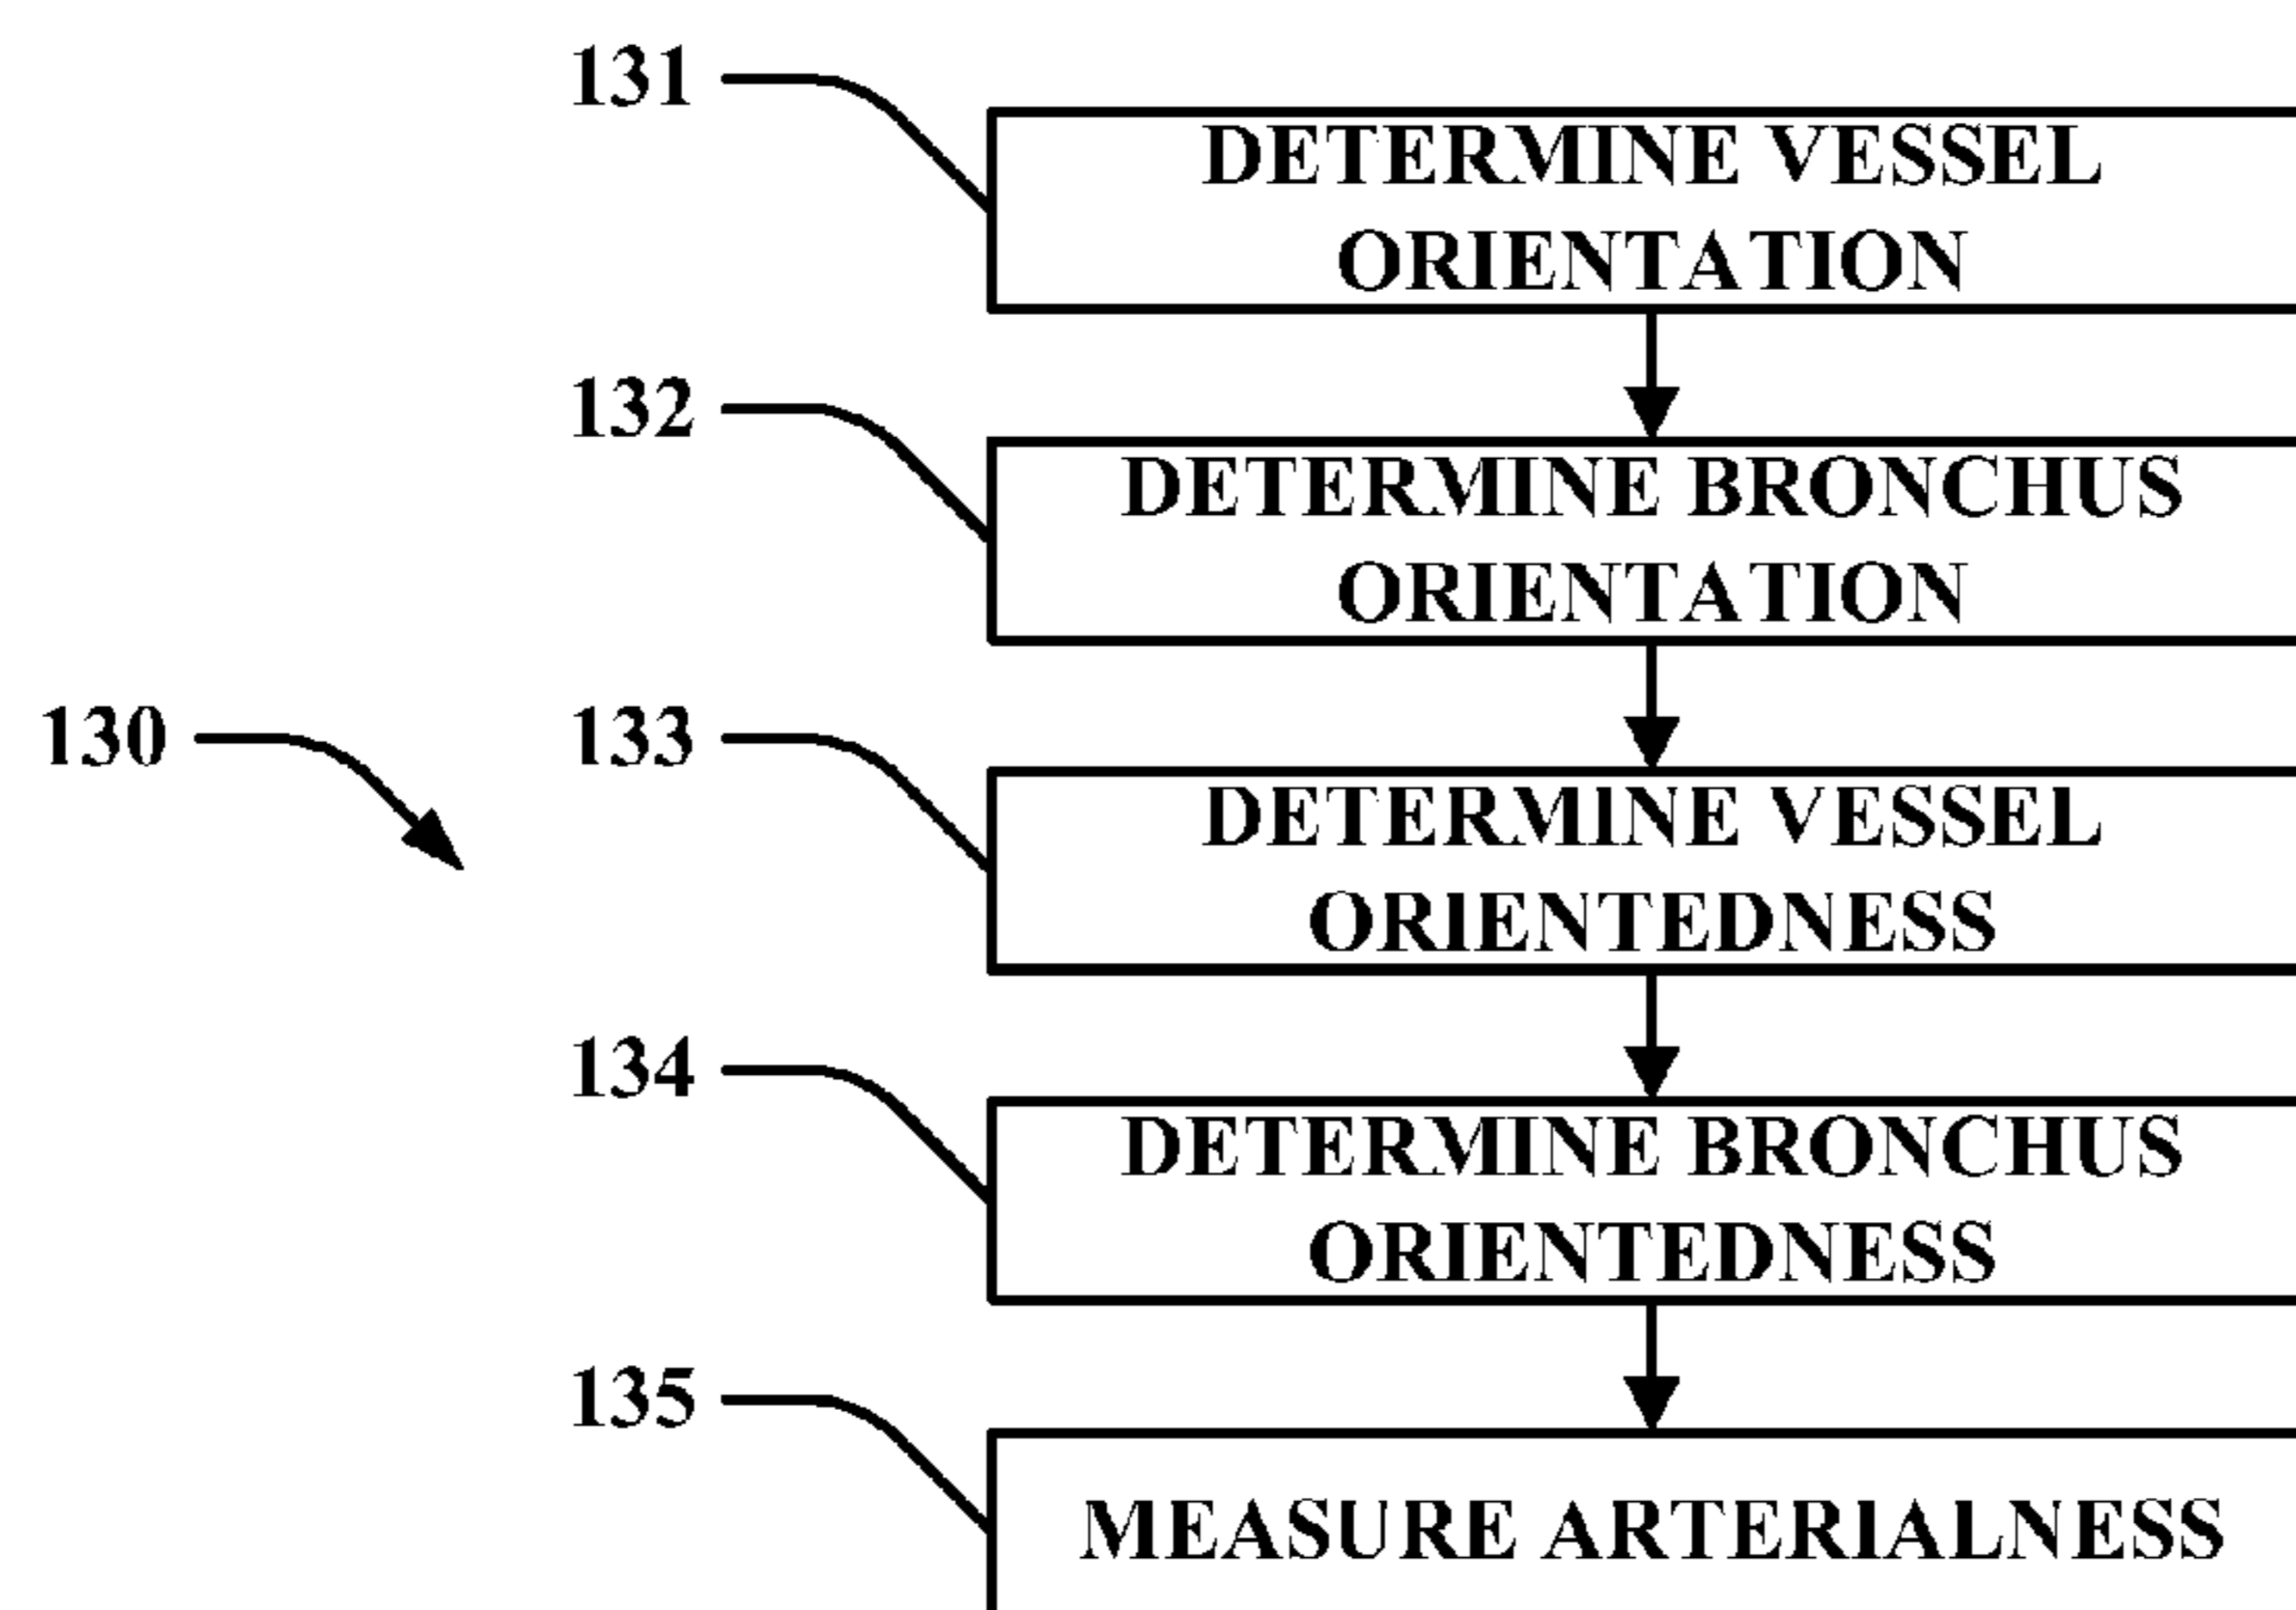 131
DETERMINE VESSEL
ORIENTATION
132
DETERMINE BRONCHUS
ORIENTATION
130
133
DETERMINE VESSEL
ORIENTEDNESS
134
DETERMINE BRONCHUS
ORIENTEDNESS
135
MEASURE ARTERIALNESS